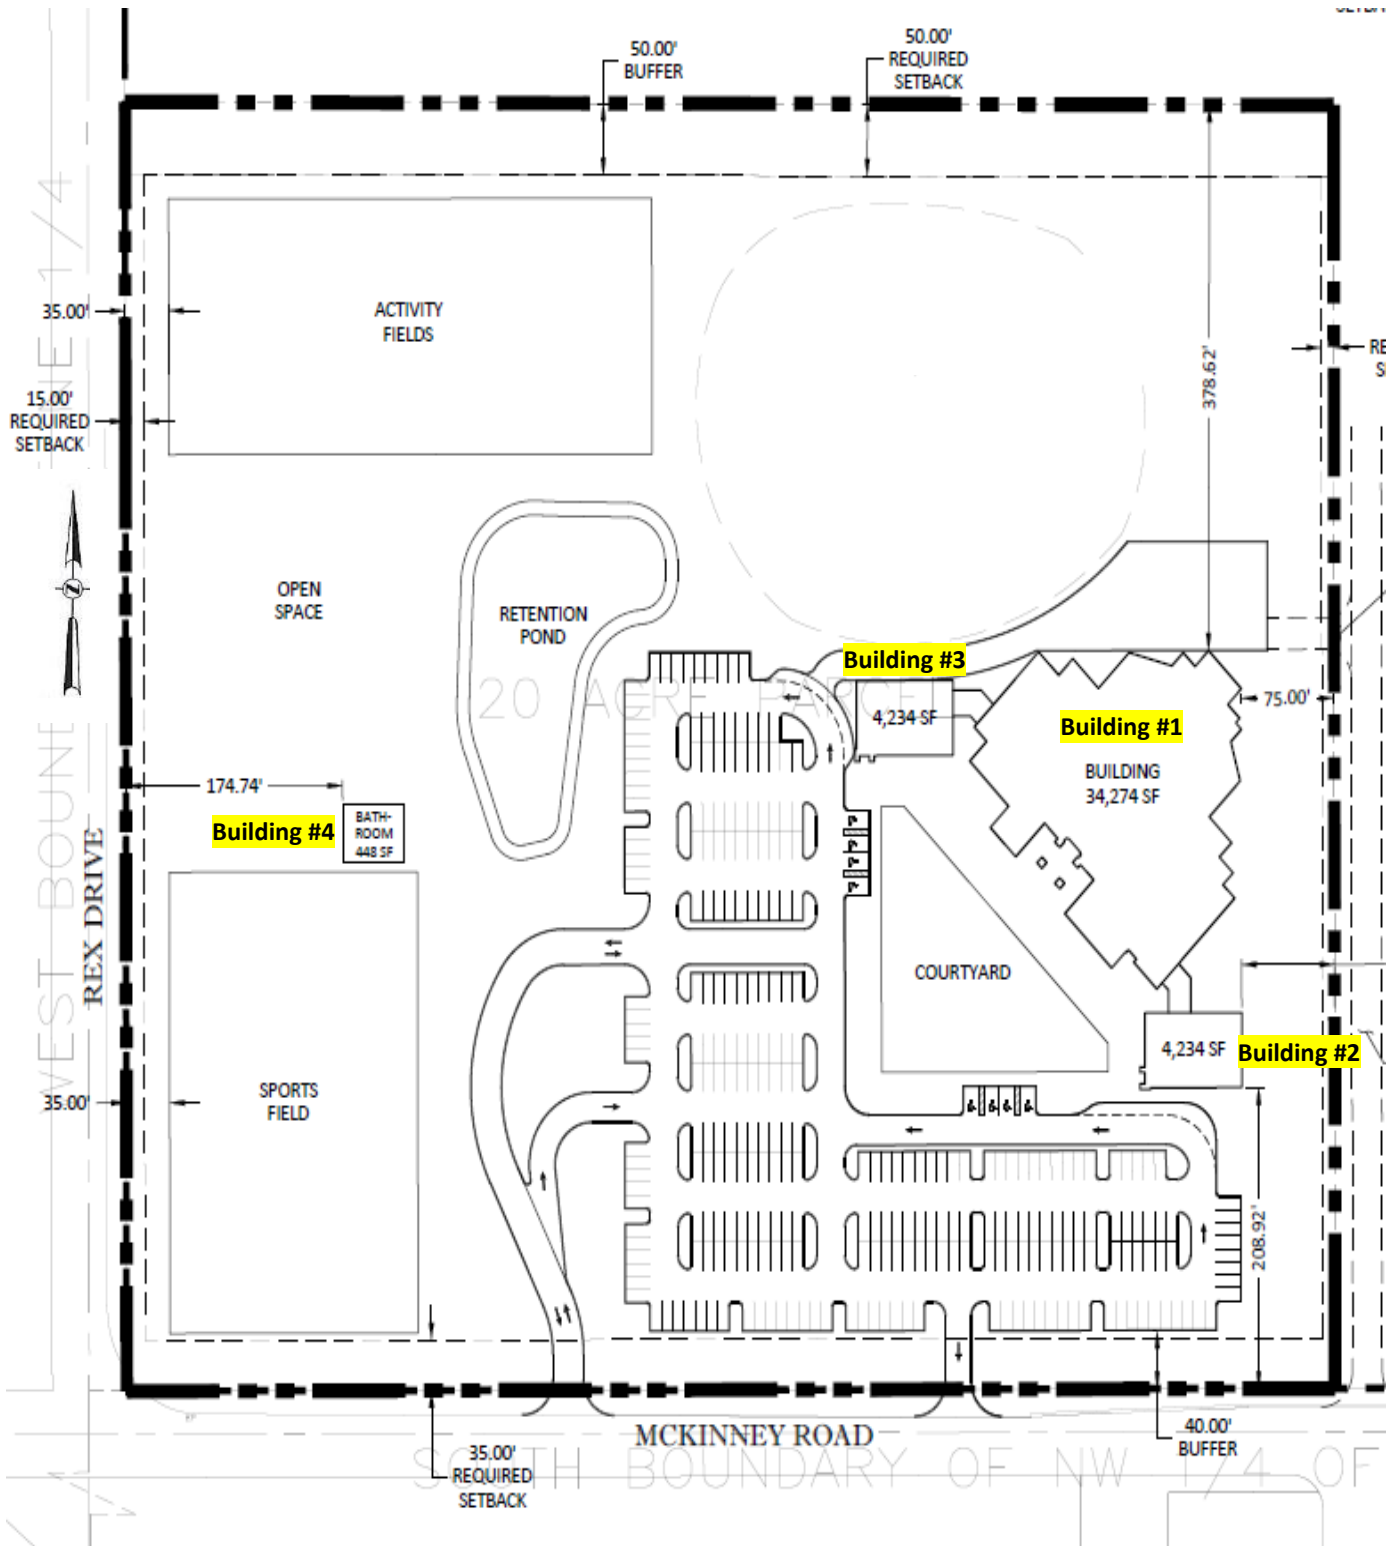 50.00'
BUFFER
50.00'
REQUIRED
SETBACK
35.00'
ACTIVITY
FIELDS
378.62'
15.00'
REQUIRED
SETBACK
WEST BOUND
LINE 1/4
OPEN
SPACE
RETENTION
POND
Building #3
20 ACRE PARCEL
4,234 SF
75.00'
Building #1
BUILDING
34,274 SF
174.74'
Building #4
BATH-
ROOM
448 SF
REX DRIVE
COURTYARD
4,234 SF
Building #2
35.00'
SPORTS
FIELD
208.92'
MCKINNEY ROAD
40.00'
BUFFER
SOUTH BOUNDARY OF NW 1/4 OF
35.00'
REQUIRED
SETBACK